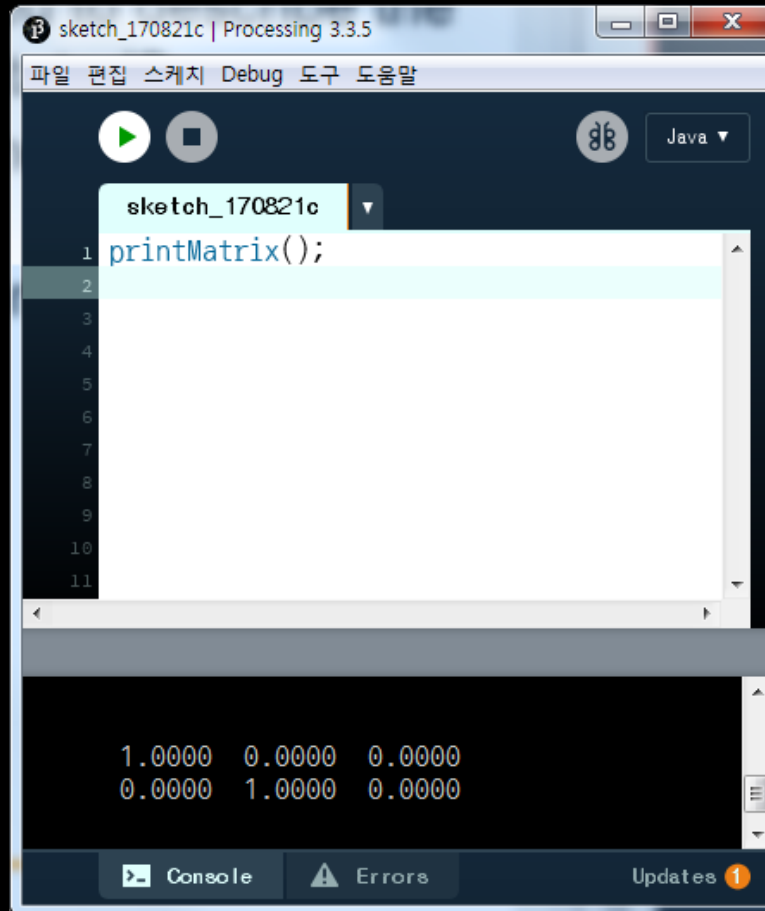 sketch_170821c | Processing 3.3.5
파일 편집 스케치 Debug 도구 도움말
Java ▼
sketch_170821c ▼
1 printMatrix();
2
3
4
5
6
7
8
9
10
11
1.0000 0.0000 0.0000
0.0000 1.0000 0.0000
Console Errors Updates 1